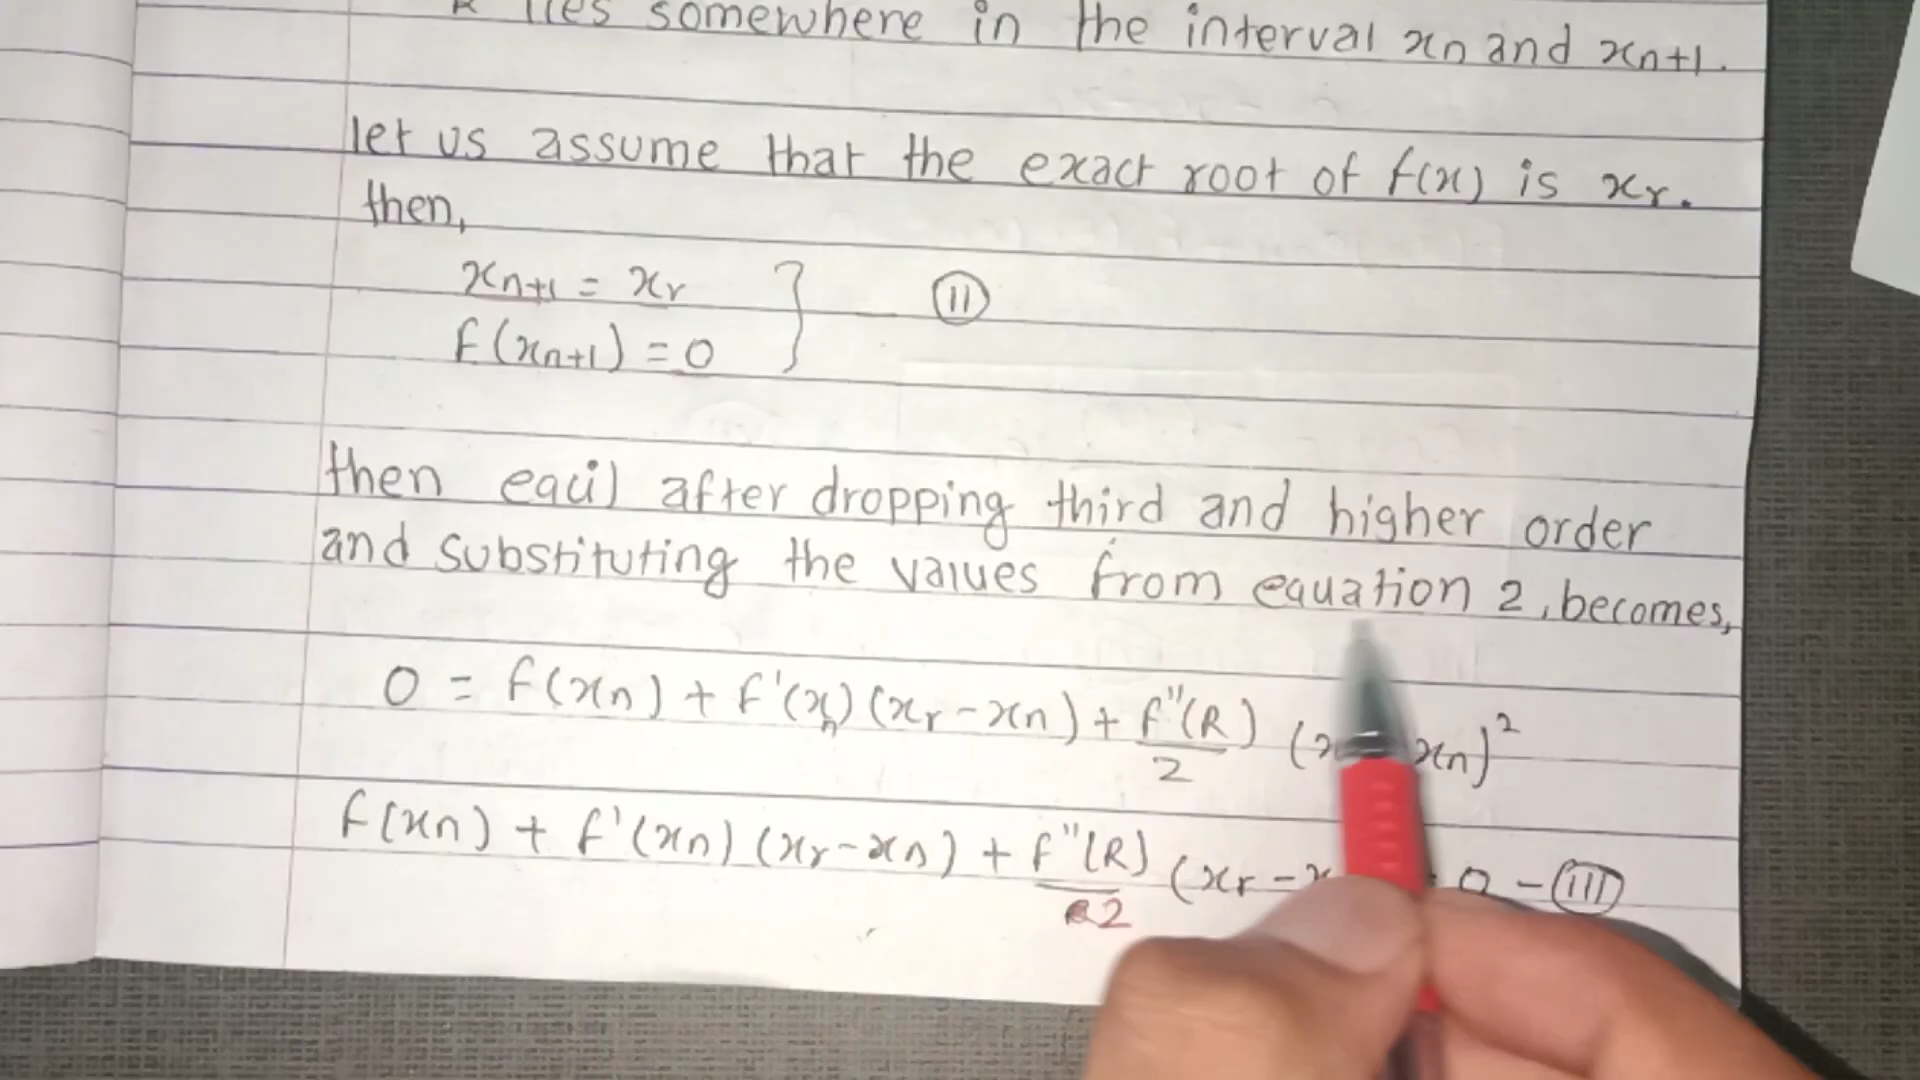 R lies somewhere in the interval xn and xn+1.
let us assume that the exact root of f(x) is xr.
then,
xn+1 = xr
f(xn+1) = 0 } — (II)
then eq(i) after dropping third and higher order
and substituting the values from equation 2, becomes,
0 = f(xn) + f'(xn) (xr - xn) + f''(R)/2 (x xn)²
f(xn) + f'(xn) (xr - xn) + f''(R)/2 (xr - x 0 - (III)